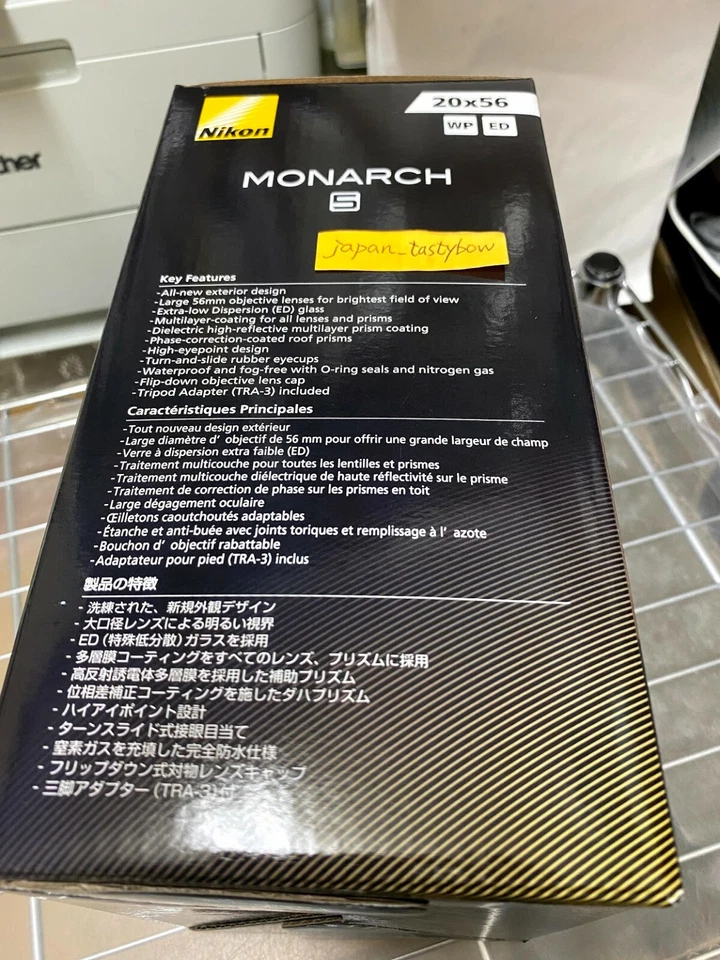 ther
Nikon
20x56
WP ED
MONARCH
5
japan_tastybow
Key Features
-All-new exterior design
-Large 56mm objective lenses for brightest field of view
-Extra-low Dispersion (ED) glass
-Multilayer-coating for all lenses and prisms
-Dielectric high-reflective multilayer prism coating
-Phase-correction-coated roof prisms
-High-eyepoint design
-Turn-and-slide rubber eyecups
-Waterproof and fog-free with O-ring seals and nitrogen gas
-Flip-down objective lens cap
-Tripod Adapter (TRA-3) included
Caractéristiques Principales
-Tout nouveau design extérieur
-Large diamètre d' objectif de 56 mm pour offrir une grande largeur de champ
-Verre à dispersion extra faible (ED)
-Traitement multicouche pour toutes les lentilles et prismes
-Traitement multicouche diélectrique de haute réflectivité sur le prisme
-Traitement de correction de phase sur les prismes en toit
-Large dégagement oculaire
-Œilletons caoutchoutés adaptables
-Étanche et anti-buée avec joints toriques et remplissage à l' azote
-Bouchon d' objectif rabattable
-Adaptateur pour pied (TRA-3) inclus
製品の特徴
- 洗練された、新規外観デザイン
- 大口径レンズによる明るい視界
- ED (特殊低分散) ガラスを採用
- 多層膜コーティングをすべてのレンズ、プリズムに採用
- 高反射誘電体多層膜を採用した補助プリズム
- 位相差補正コーティングを施したダハプリズム
- ハイアイポイント設計
- ターンスライド式接眼目当て
- 窒素ガスを充填した完全防水仕様
- フリップダウン式対物レンズキャップ
- 三脚アダプター (TRA-3) 付